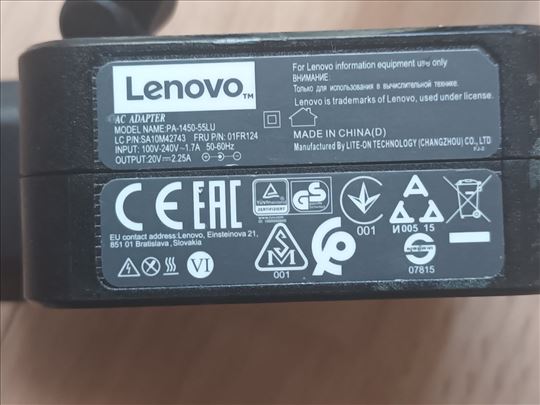 Lenovo™
For Lenovo information equipment use only
ВНИМАНИЕ:
Только для использования в вычислительной технике.
Lenovo is trademarks of Lenovo, used under license.
AC ADAPTER
MODEL NAME:PA-1450-55LU
LC P/N:SA10M42743 FRU P/N: 01FR124
INPUT: 100V-240V~1.7A 50-60Hz
OUTPUT:20V 2.25A
MADE IN CHINA(D)
Manufactured By LITE-ON TECHNOLOGY (CHANGZHOU) CO., LTD
CE EAC
EU contact address:Lenovo, Einsteinova 21,
851 01 Bratislava , Slovakia
GS
001
И005 15
VI
SM
001
07815